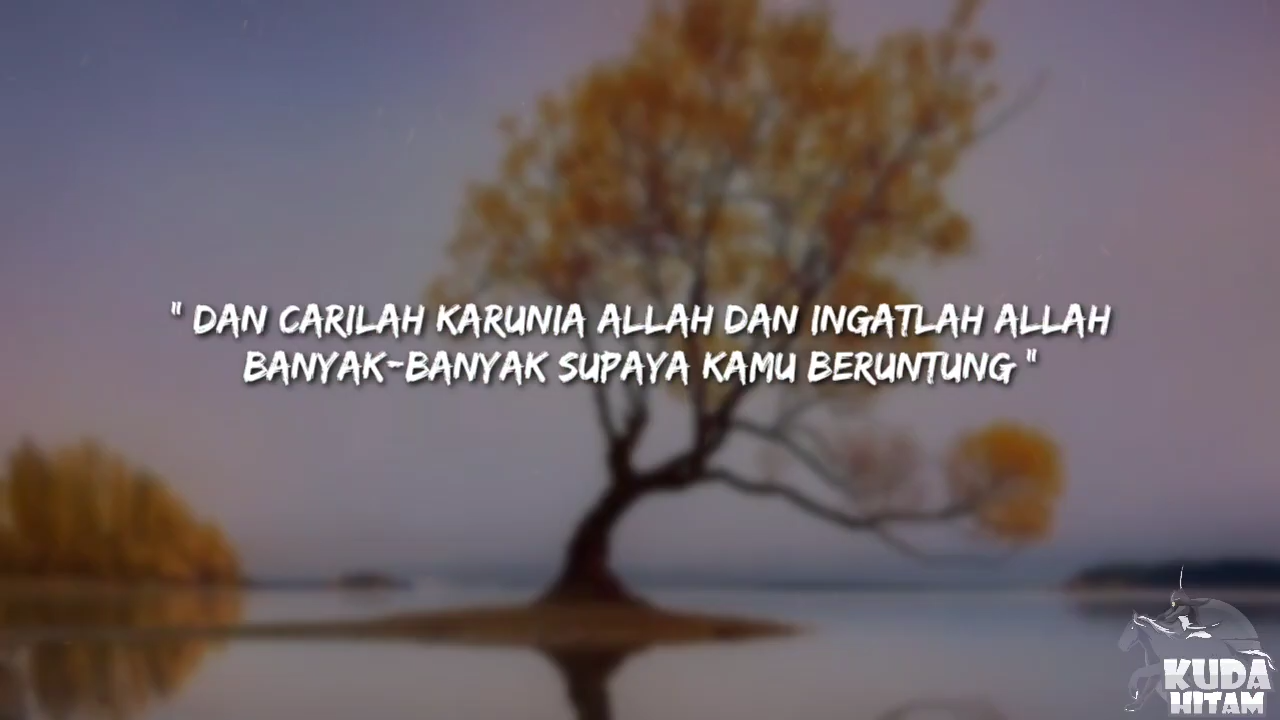 " DAN CARILAH KARUNIA ALLAH DAN INGATLAH ALLAH
BANYAK-BANYAK SUPAYA KAMU BERUNTUNG "
KUDA
HITAM